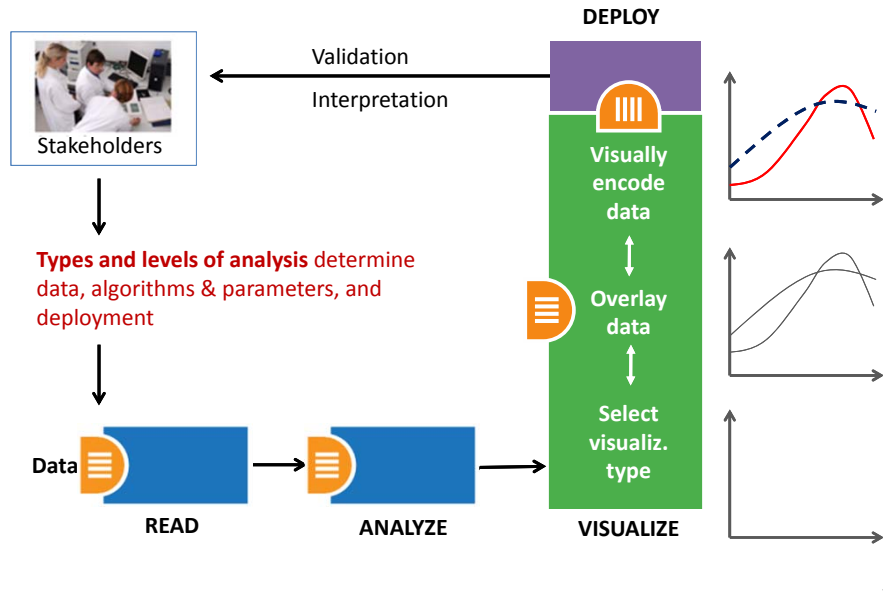 DEPLOY
Validation
Interpretation
Stakeholders
Types and levels of analysis determine
data, algorithms & parameters, and
deployment
Visually
encode
data
Overlay
data
Select
visualiz.
type
Data
READ
ANALYZE
VISUALIZE